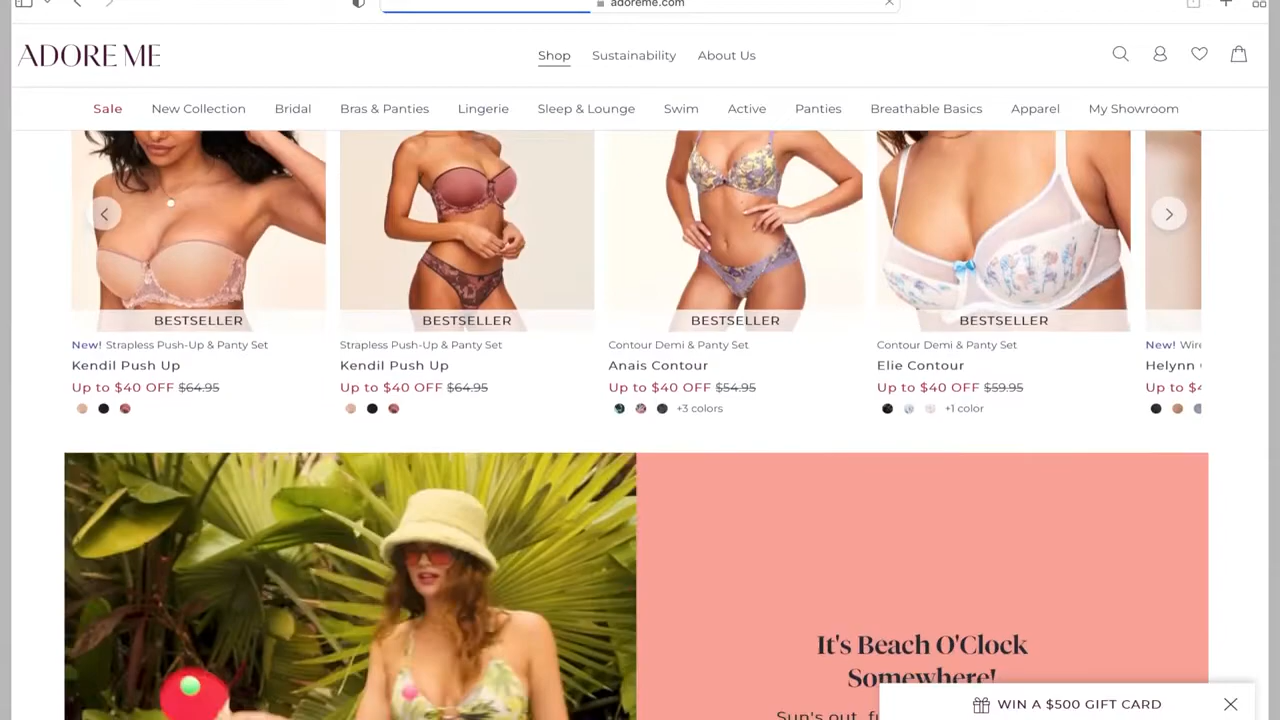 adoreme.com
ADORE ME
Shop Sustainability About Us
Sale New Collection Bridal Bras & Panties Lingerie Sleep & Lounge Swim Active Panties Breathable Basics Apparel My Showroom
BESTSELLER BESTSELLER BESTSELLER BESTSELLER
New! Strapless Push-Up & Panty Set Strapless Push-Up & Panty Set Contour Demi & Panty Set Contour Demi & Panty Set New!
Kendil Push Up Kendil Push Up Anais Contour Elie Contour Helynn
Up to $40 OFF $64.95 Up to $40 OFF $64.95 Up to $40 OFF $54.95 Up to $40 OFF $59.95 Up to
+3 colors +1 color
It's Beach O'Clock
Somewhere!
Sun's out,
WIN A $500 GIFT CARD